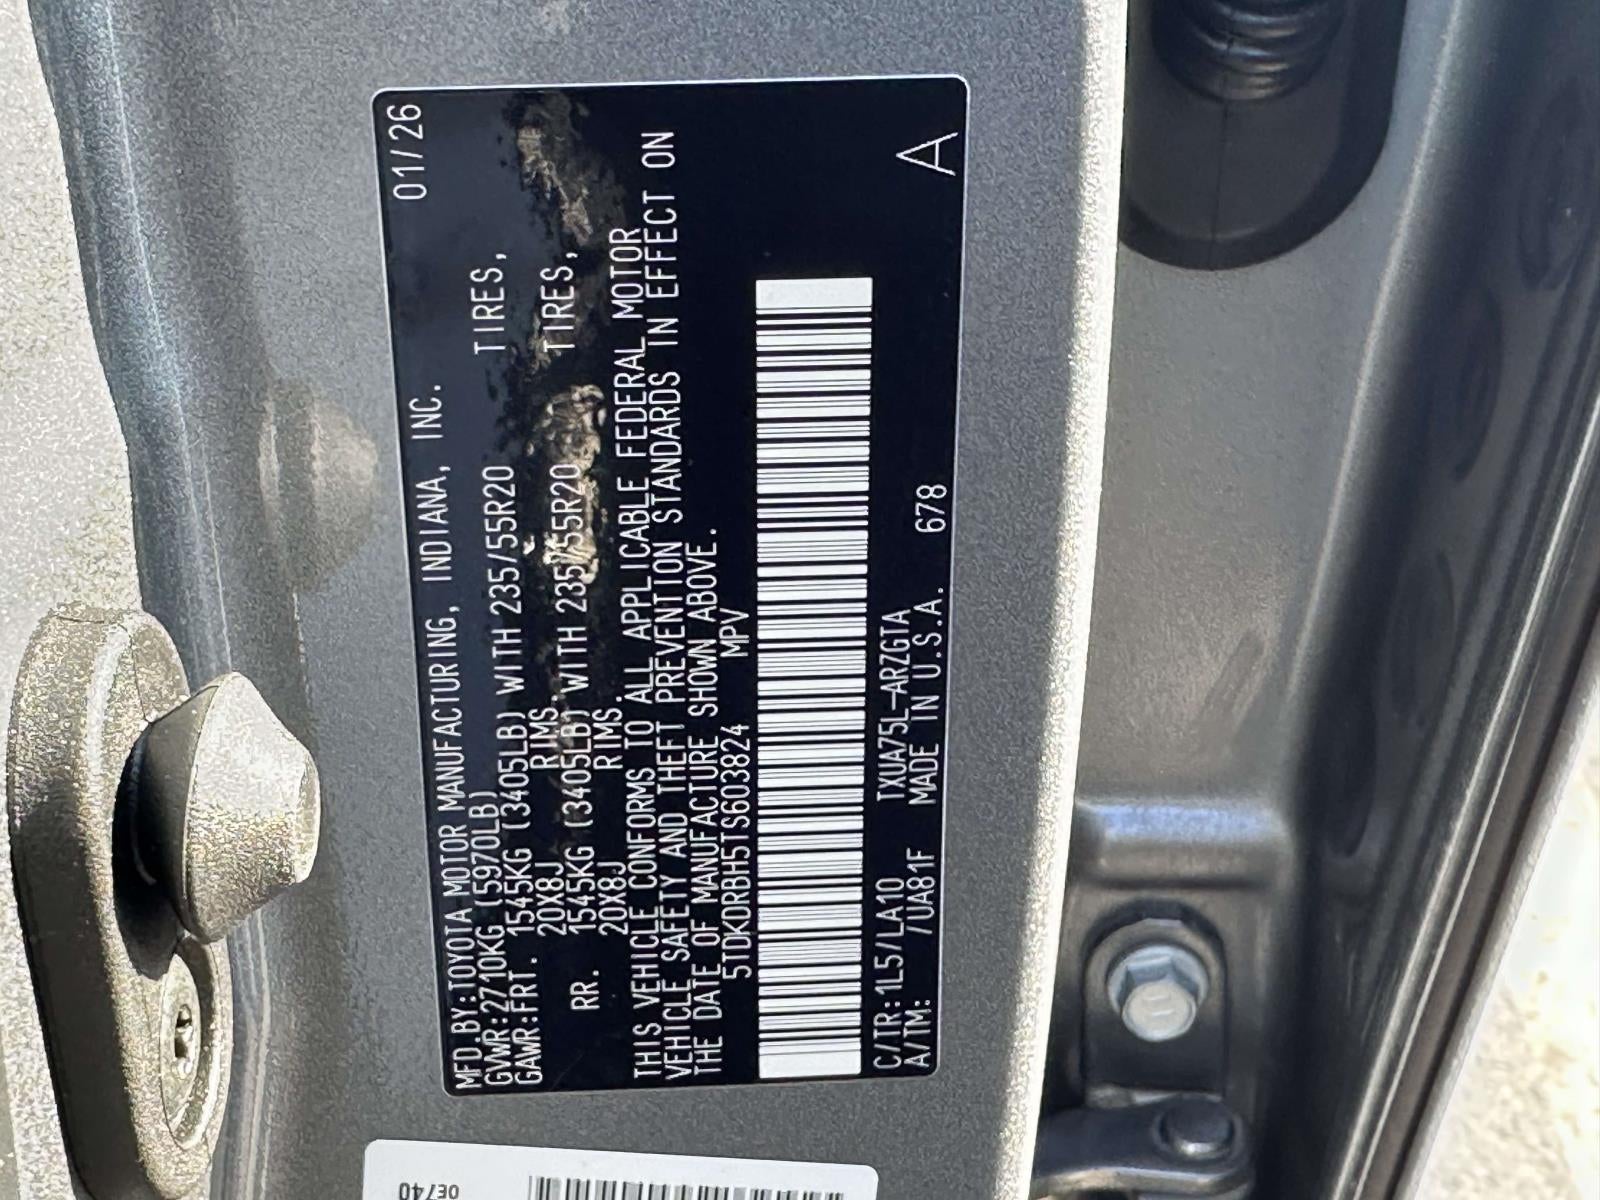 MFD.BY:TOYOTA MOTOR MANUFACTURING, INDIANA, INC. 01/26
GVWR:2710KG (5970LB)
GAWR:FRT. 1545KG (3405LB) WITH 235/55R20 TIRES,
20X8J RIMS.
RR. 1545KG (3405LB) WITH 235/55R20 TIRES,
20X8J RIMS.
THIS VEHICLE CONFORMS TO ALL APPLICABLE FEDERAL MOTOR
VEHICLE SAFETY AND THEFT PREVENTION STANDARDS IN EFFECT ON
THE DATE OF MANUFACTURE SHOWN ABOVE.
5TDKDRBH5TS603824 MPV
C/TR:1L5/LA10 TXUA75L-ARZGTA
A/TM: /UA81F MADE IN U.S.A. 678 A
0E740